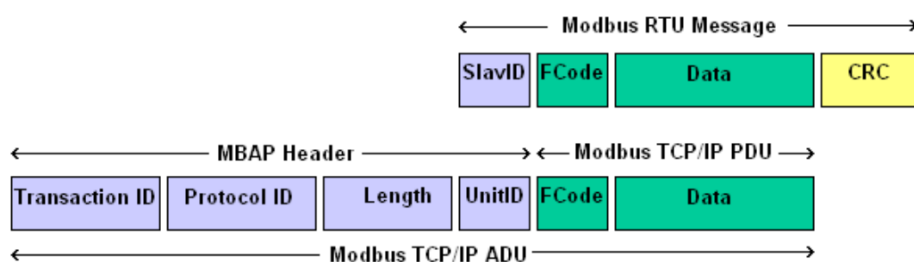 Modbus RTU Message
SlavID FCode Data CRC
MBAP Header Modbus TCP/IP PDU
Transaction ID Protocol ID Length UnitID FCode Data
Modbus TCP/IP ADU